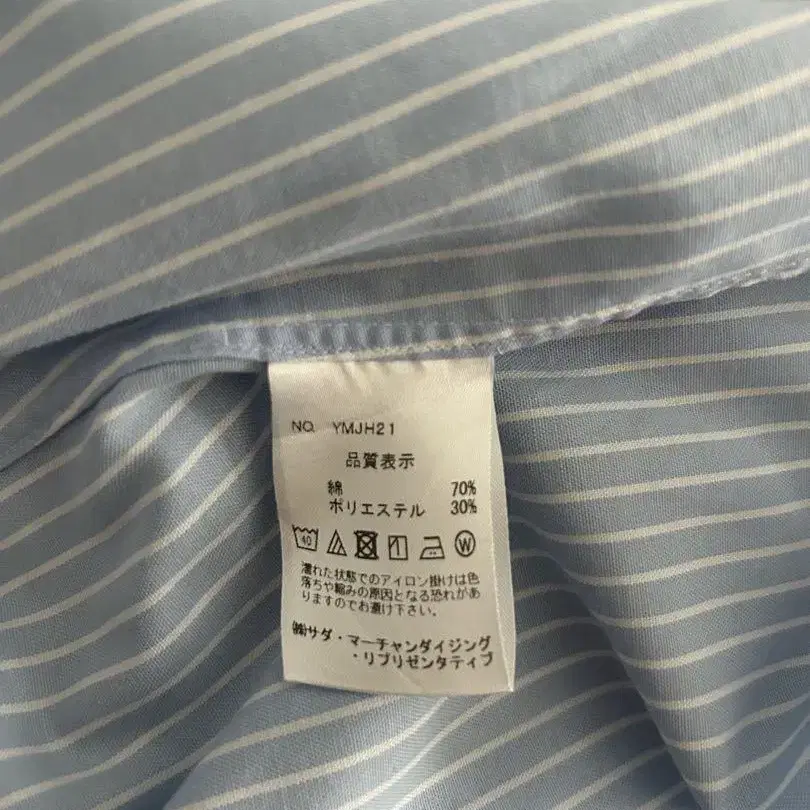 NO. YMJH21
品質表示
綿 70%
ポリエステル 30%
40 W
濡れた状態でのアイロン掛けは色
落ちや縮みの原因となる恐れがあ
りますのでお避け下さい。
㈱サダ・マーチャンダイジング
・リプリゼンタティブ